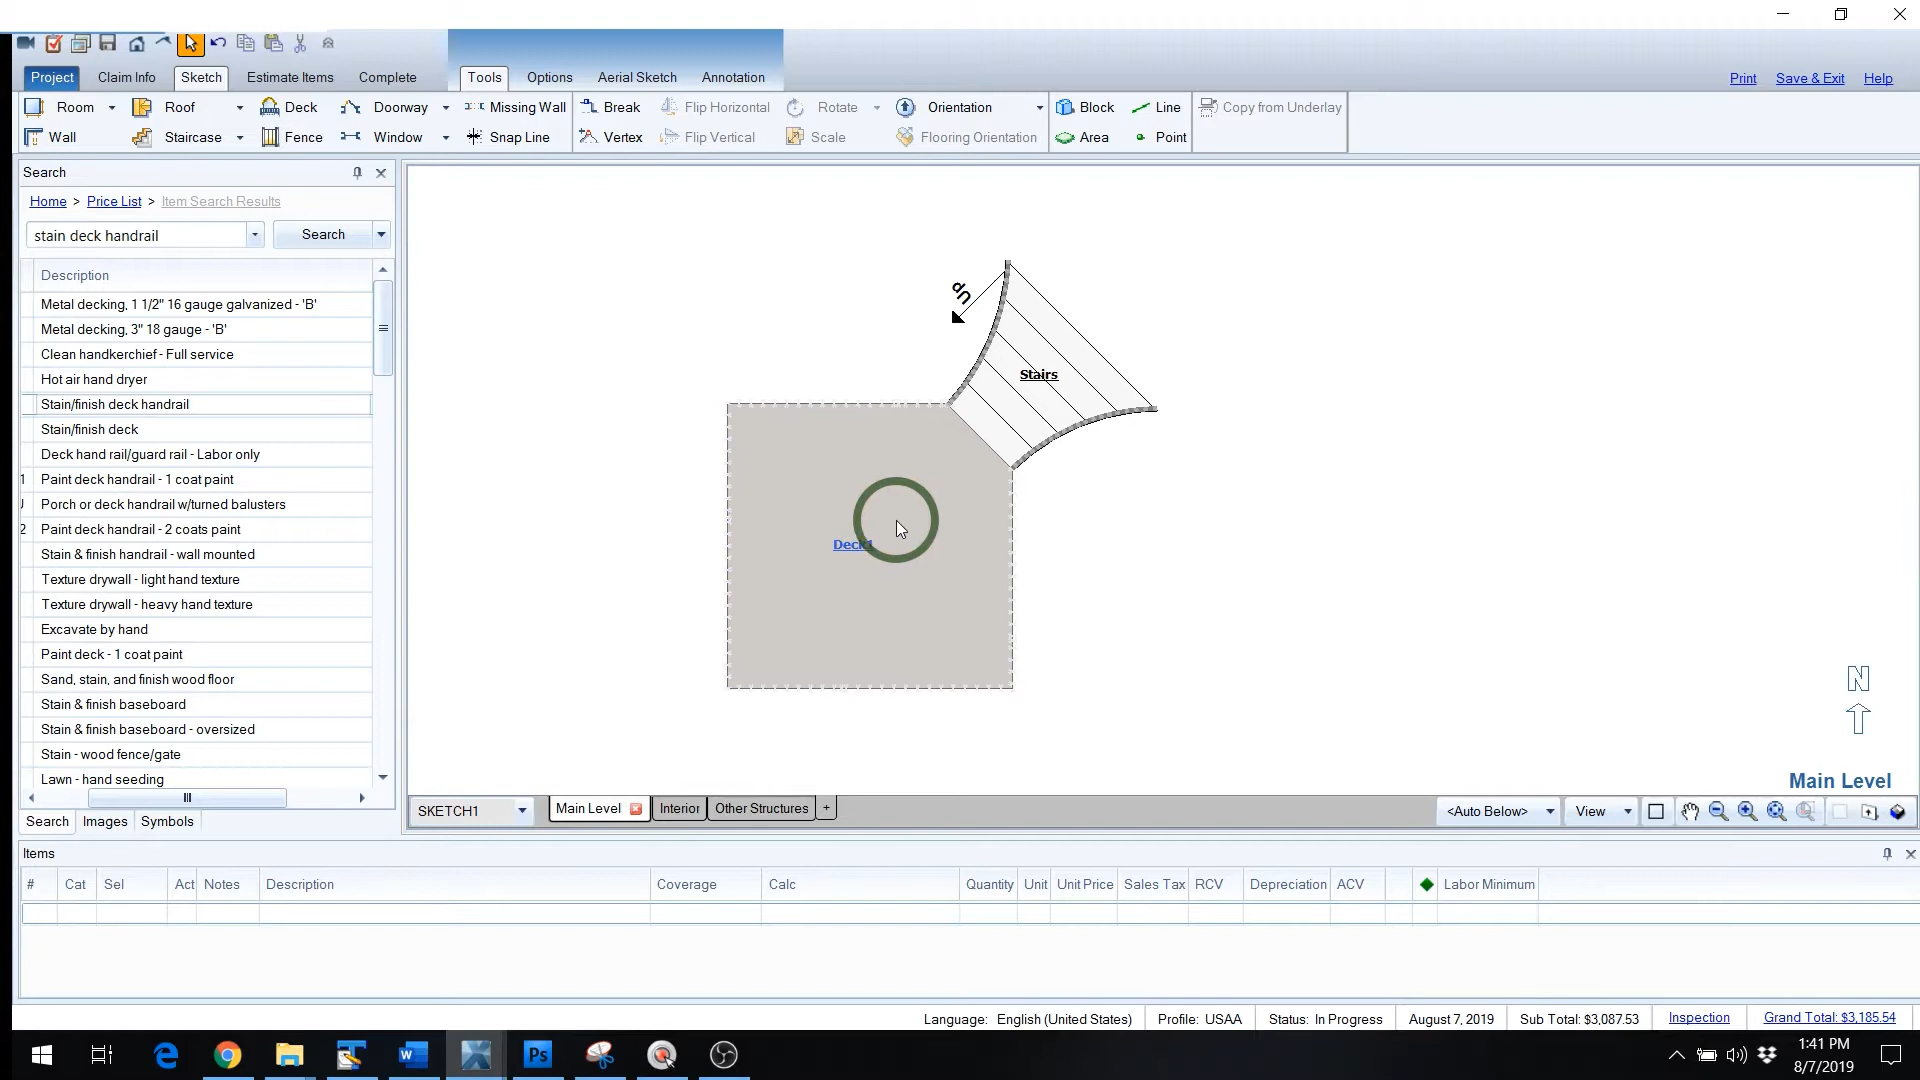 Project Claim Info Sketch Estimate Items Complete Tools Options Aerial Sketch Annotation Print Save & Exit Help
Room Roof Deck Doorway Missing Wall Break Flip Horizontal Rotate Orientation Block Line Copy from Underlay
Wall Staircase Fence Window Snap Line Vertex Flip Vertical Scale Flooring Orientation Area Point
Search
Home > Price List > Item Search Results
stain deck handrail Search
Description
Metal decking, 1 1/2" 16 gauge galvanized - 'B'
Metal decking, 3" 18 gauge - 'B'
Clean handkerchief - Full service
Hot air hand dryer
Stain/finish deck handrail
Stain/finish deck
Deck hand rail/guard rail - Labor only
1 Paint deck handrail - 1 coat paint
Porch or deck handrail w/turned balusters
2 Paint deck handrail - 2 coats paint
Stain & finish handrail - wall mounted
Texture drywall - light hand texture
Texture drywall - heavy hand texture
Excavate by hand
Paint deck - 1 coat paint
Sand, stain, and finish wood floor
Stain & finish baseboard
Stain & finish baseboard - oversized
Stain - wood fence/gate
Lawn - hand seeding
Search Images Symbols
Up
Stairs
Deck1
N
Main Level
SKETCH1 Main Level Interior Other Structures + <Auto Below> View
Items
# Cat Sel Act Notes Description Coverage Calc Quantity Unit Unit Price Sales Tax RCV Depreciation ACV Labor Minimum
Language: English (United States) Profile: USAA Status: In Progress August 7, 2019 Sub Total: $3,087.53 Inspection Grand Total: $3,185.54
1:41 PM
8/7/2019